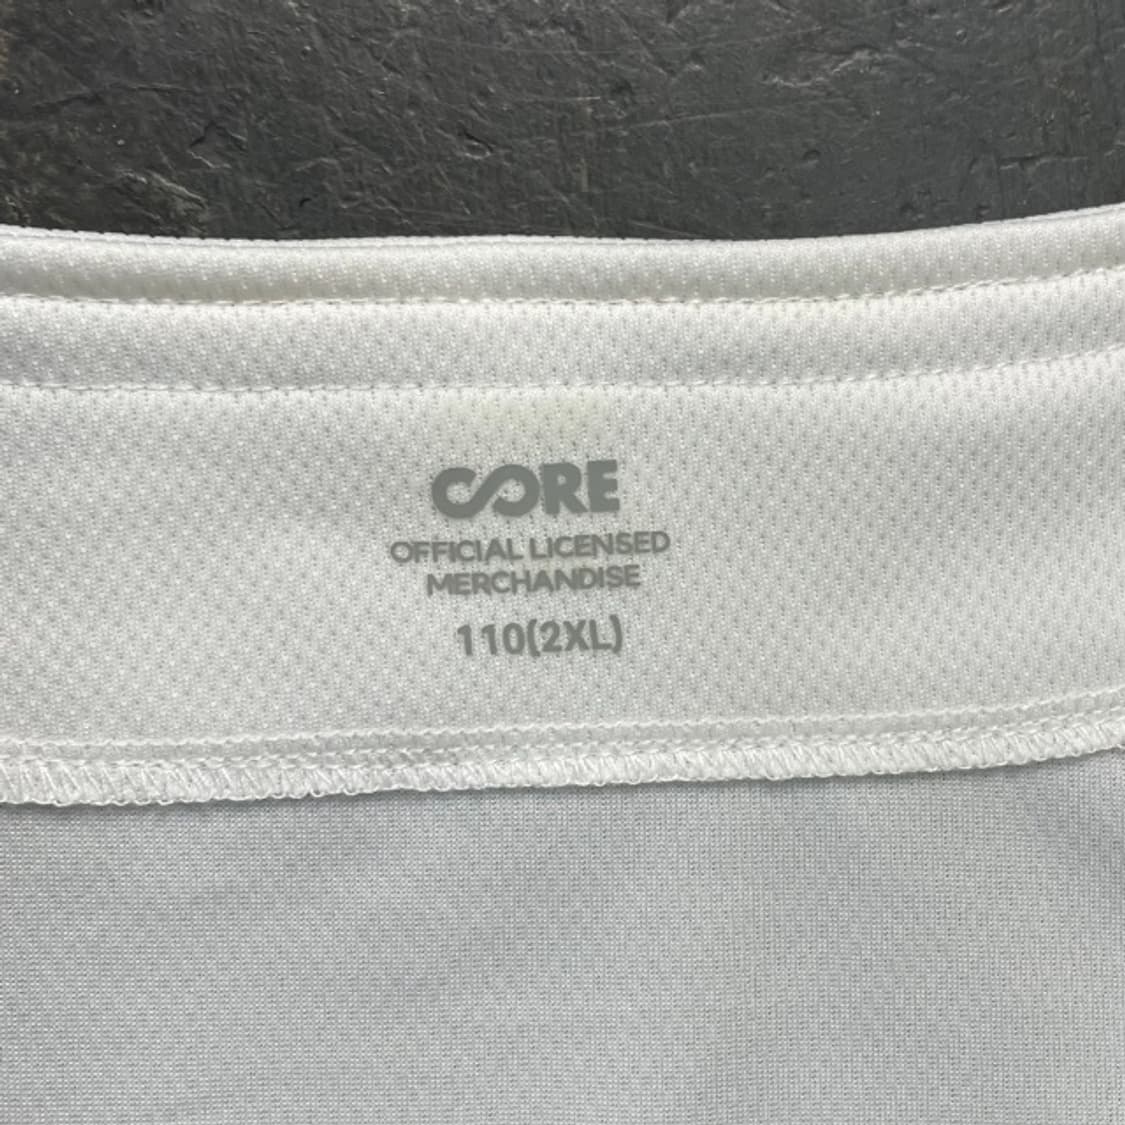 CORE
OFFICIAL LICENSED
MERCHANDISE
110(2XL)